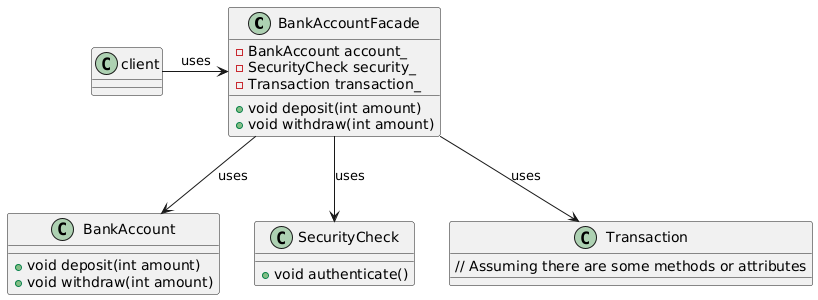 C BankAccountFacade
BankAccount account_
SecurityCheck security_
Transaction transaction_
void deposit(int amount)
void withdraw(int amount)
C client
uses
uses
uses
uses
C BankAccount
void deposit(int amount)
void withdraw(int amount)
C SecurityCheck
void authenticate()
C Transaction
// Assuming there are some methods or attributes